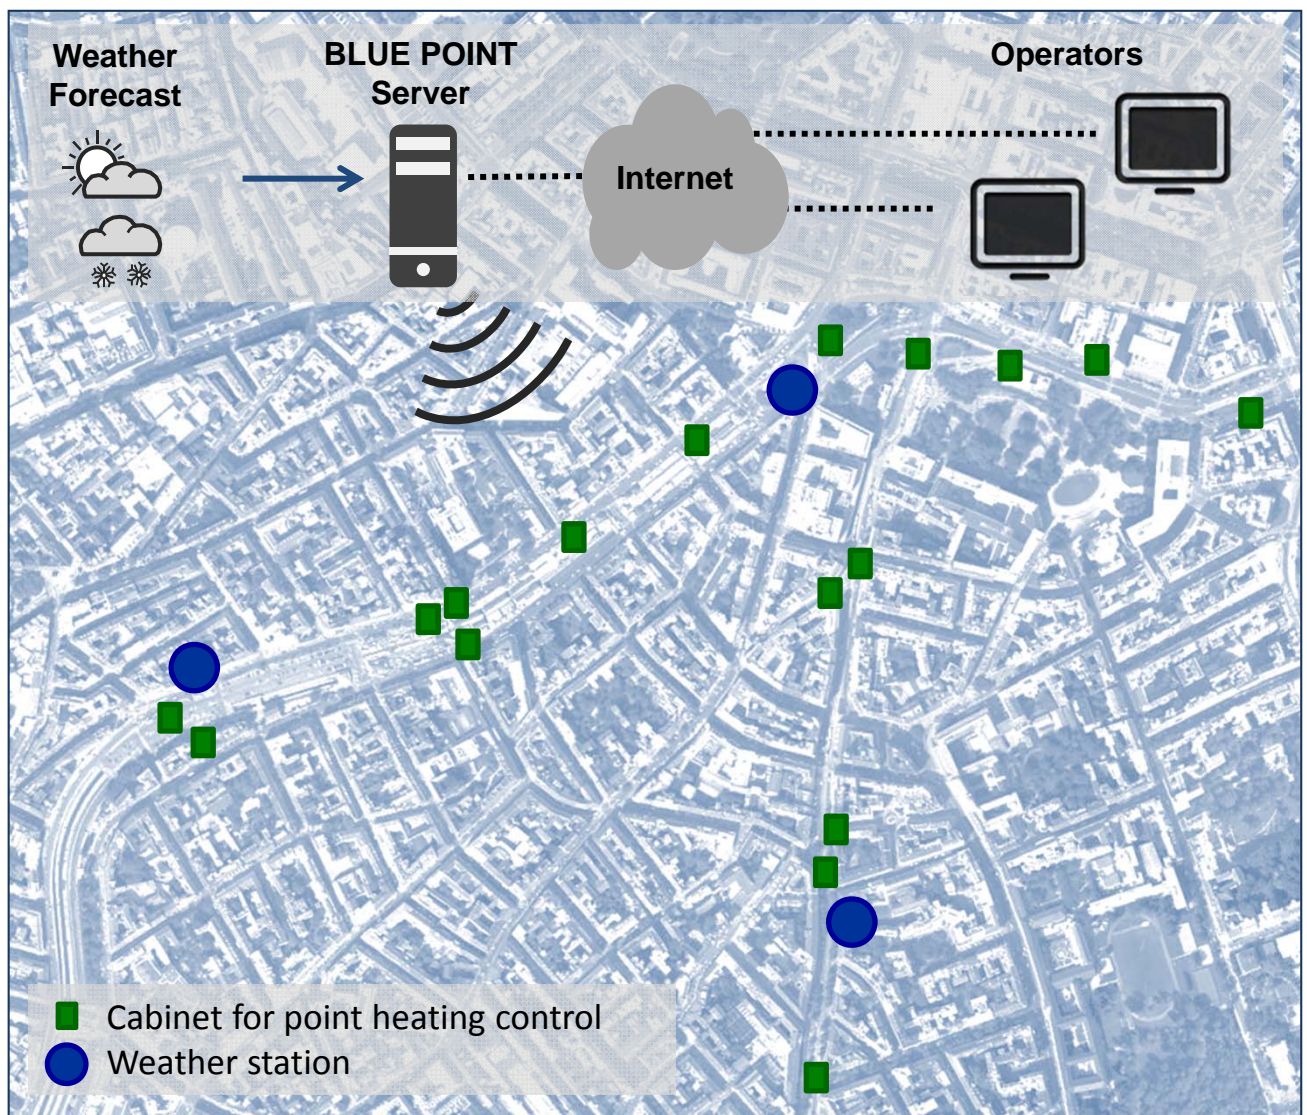 Weather
Forecast
BLUE POINT
Server
Internet
Operators
Cabinet for point heating control
Weather station